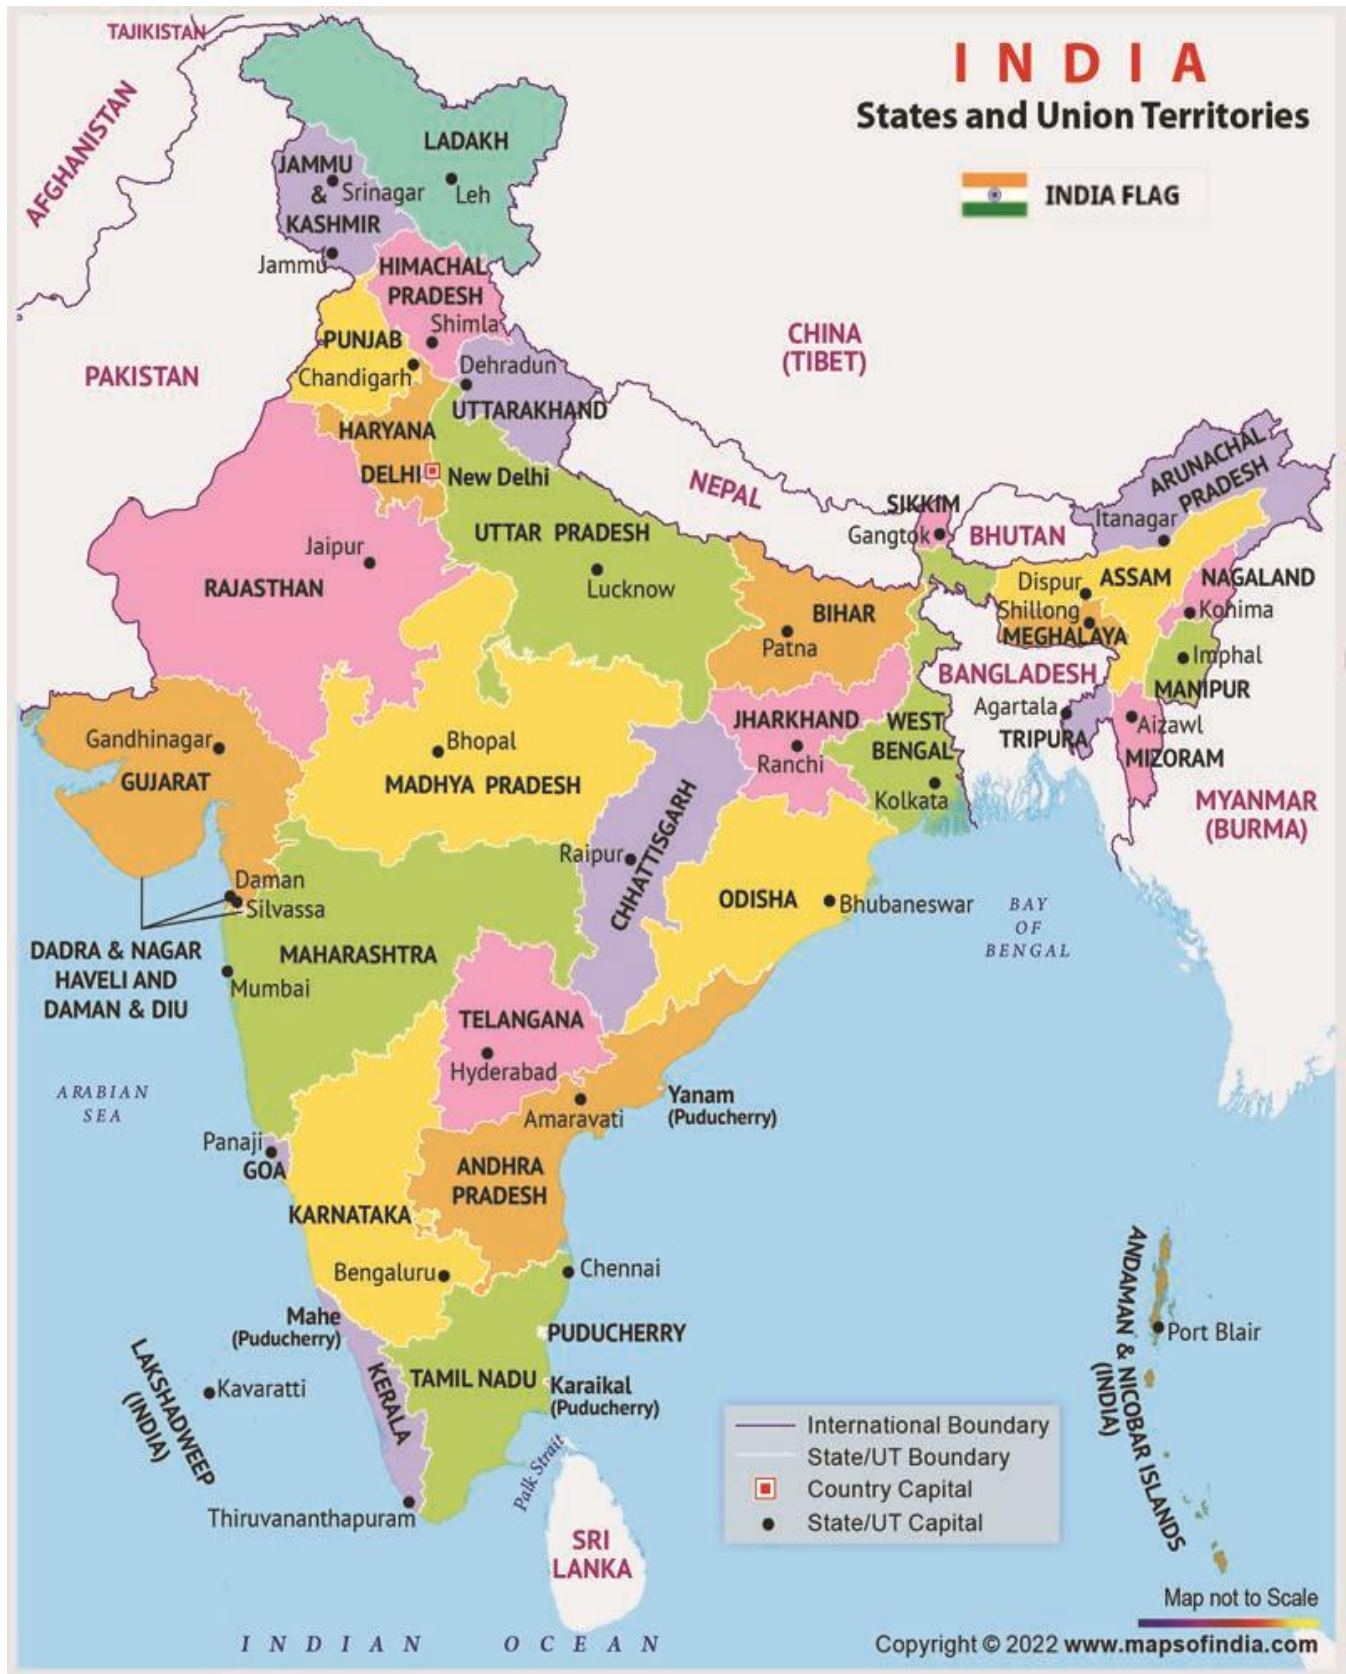 INDIA
States and Union Territories
INDIA FLAG
TAJIKISTAN
AFGHANISTAN
PAKISTAN
CHINA
(TIBET)
NEPAL
BHUTAN
BANGLADESH
MYANMAR
(BURMA)
SRI
LANKA
LADAKH
Leh
JAMMU
&
KASHMIR
Srinagar
Jammu
HIMACHAL
PRADESH
Shimla
PUNJAB
Chandigarh
Dehradun
UTTARAKHAND
HARYANA
DELHI
New Delhi
UTTAR PRADESH
Lucknow
RAJASTHAN
Jaipur
SIKKIM
Gangtok
ARUNACHAL
PRADESH
Itanagar
ASSAM
Dispur
NAGALAND
Kohima
Shillong
MEGHALAYA
Imphal
MANIPUR
Agartala
TRIPURA
Aizawl
MIZORAM
BIHAR
Patna
JHARKHAND
Ranchi
WEST
BENGAL
Kolkata
Gandhinagar
GUJARAT
Bhopal
MADHYA PRADESH
CHHATTISGARH
Raipur
ODISHA
Bhubaneswar
Daman
Silvassa
DADRA & NAGAR
HAVELI AND
DAMAN & DIU
MAHARASHTRA
Mumbai
TELANGANA
Hyderabad
Amaravati
Yanam
(Puducherry)
ANDHRA
PRADESH
Panaji
GOA
KARNATAKA
Bengaluru
Chennai
Mahe
(Puducherry)
PUDUCHERRY
KERALA
TAMIL NADU
Karaikal
(Puducherry)
Thiruvananthapuram
LAKSHADWEEP
(INDIA)
Kavaratti
ANDAMAN & NICOBAR ISLANDS
(INDIA)
Port Blair
ARABIAN
SEA
BAY
OF
BENGAL
Palk Strait
INDIAN OCEAN
International Boundary
State/UT Boundary
Country Capital
State/UT Capital
Map not to Scale
Copyright © 2022 www.mapsofindia.com